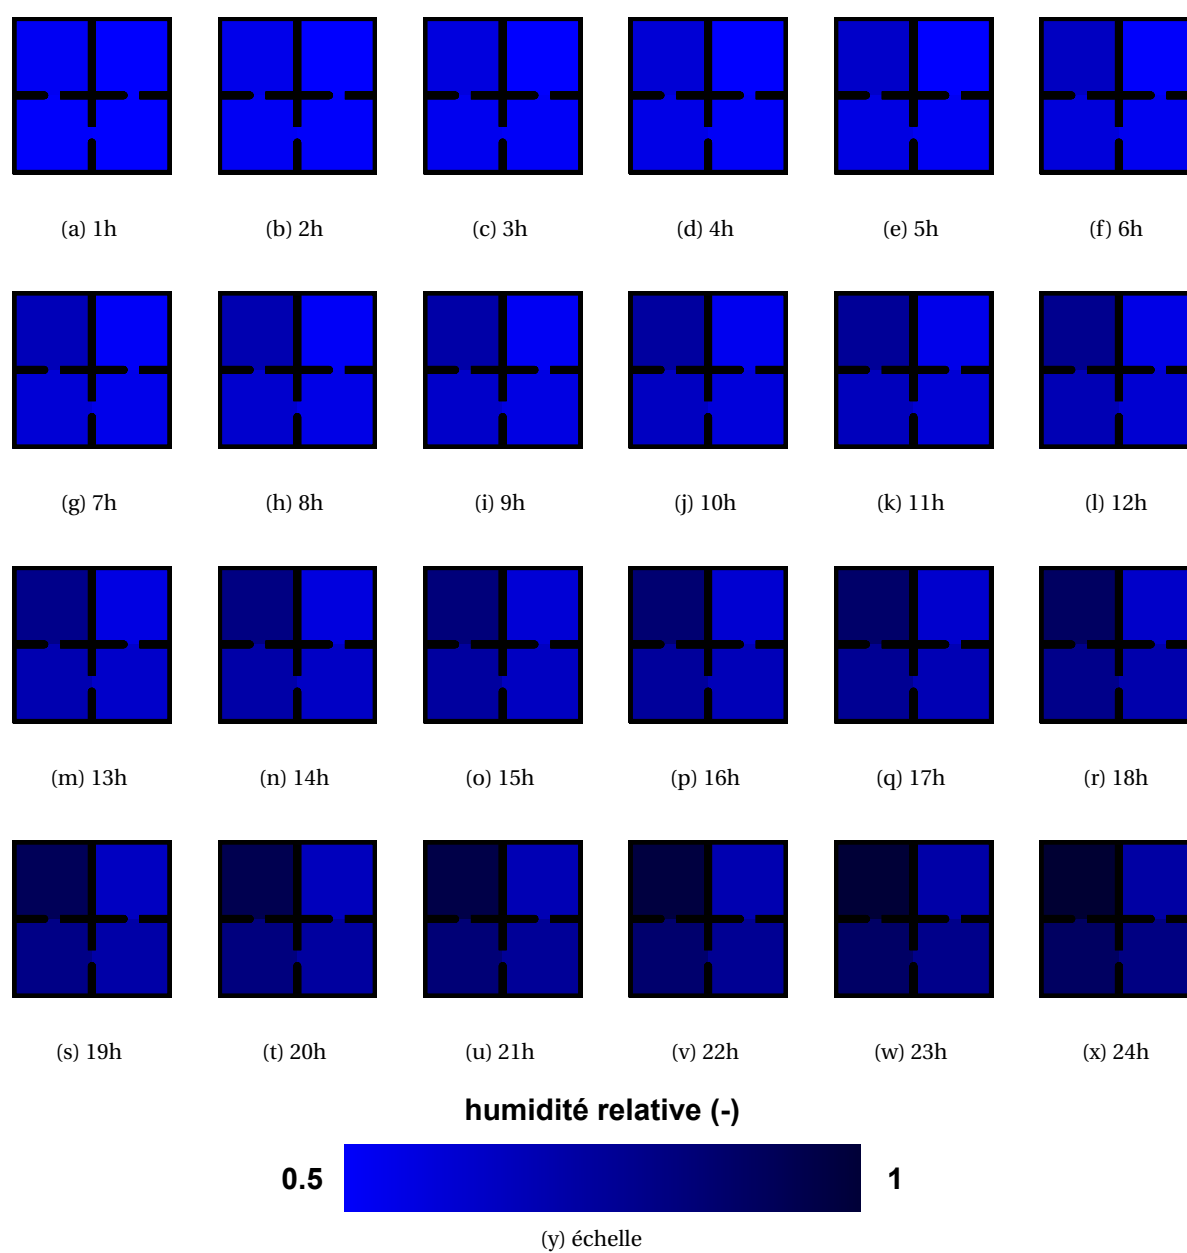 (a) 1h (b) 2h (c) 3h (d) 4h (e) 5h (f) 6h
(g) 7h (h) 8h (i) 9h (j) 10h (k) 11h (l) 12h
(m) 13h (n) 14h (o) 15h (p) 16h (q) 17h (r) 18h
(s) 19h (t) 20h (u) 21h (v) 22h (w) 23h (x) 24h
humidité relative (-)
0.5 1
(y) échelle